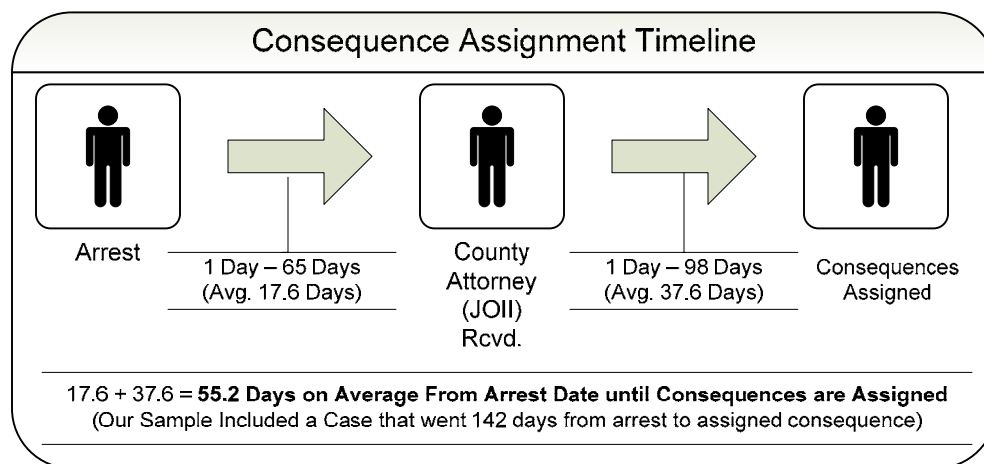 Consequence Assignment Timeline
Arrest
1 Day – 65 Days
(Avg. 17.6 Days)
County
Attorney
(JOII)
Rcvd.
1 Day – 98 Days
(Avg. 37.6 Days)
Consequences
Assigned
17.6 + 37.6 = 55.2 Days on Average From Arrest Date until Consequences are Assigned
(Our Sample Included a Case that went 142 days from arrest to assigned consequence)